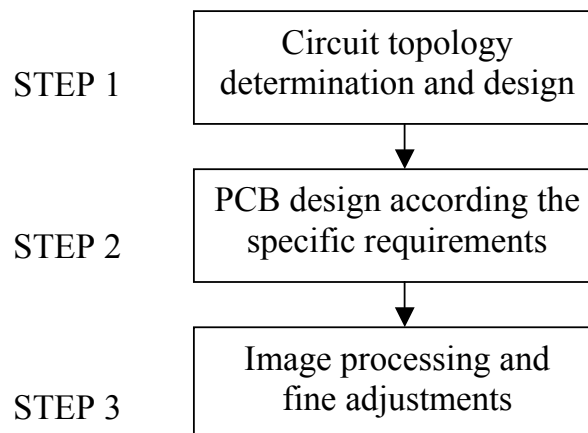 Circuit topology
STEP 1
determination and design
PCB design according the
STEP 2
specific requirements
Image processing and
STEP 3
fine adjustments